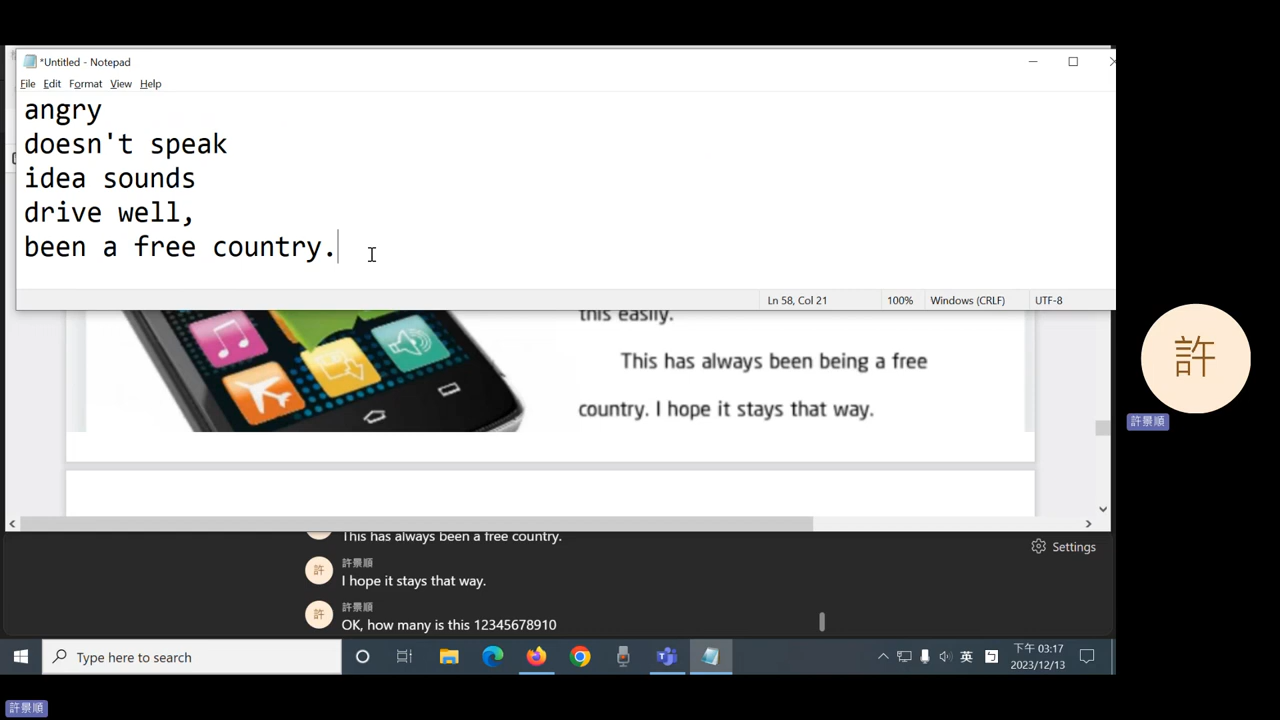 *Untitled - Notepad
File Edit Format View Help
angry
doesn't speak
idea sounds
drive well,
been a free country.
Ln 58, Col 21 100% Windows (CRLF) UTF-8
this easily.
This has always been being a free
country. I hope it stays that way.
This has always been a free country.
許景順
I hope it stays that way.
許景順
OK, how many is this 12345678910
許
許
Settings
許
許景順
Type here to search
英
下午 03:17
2023/12/13
許景順